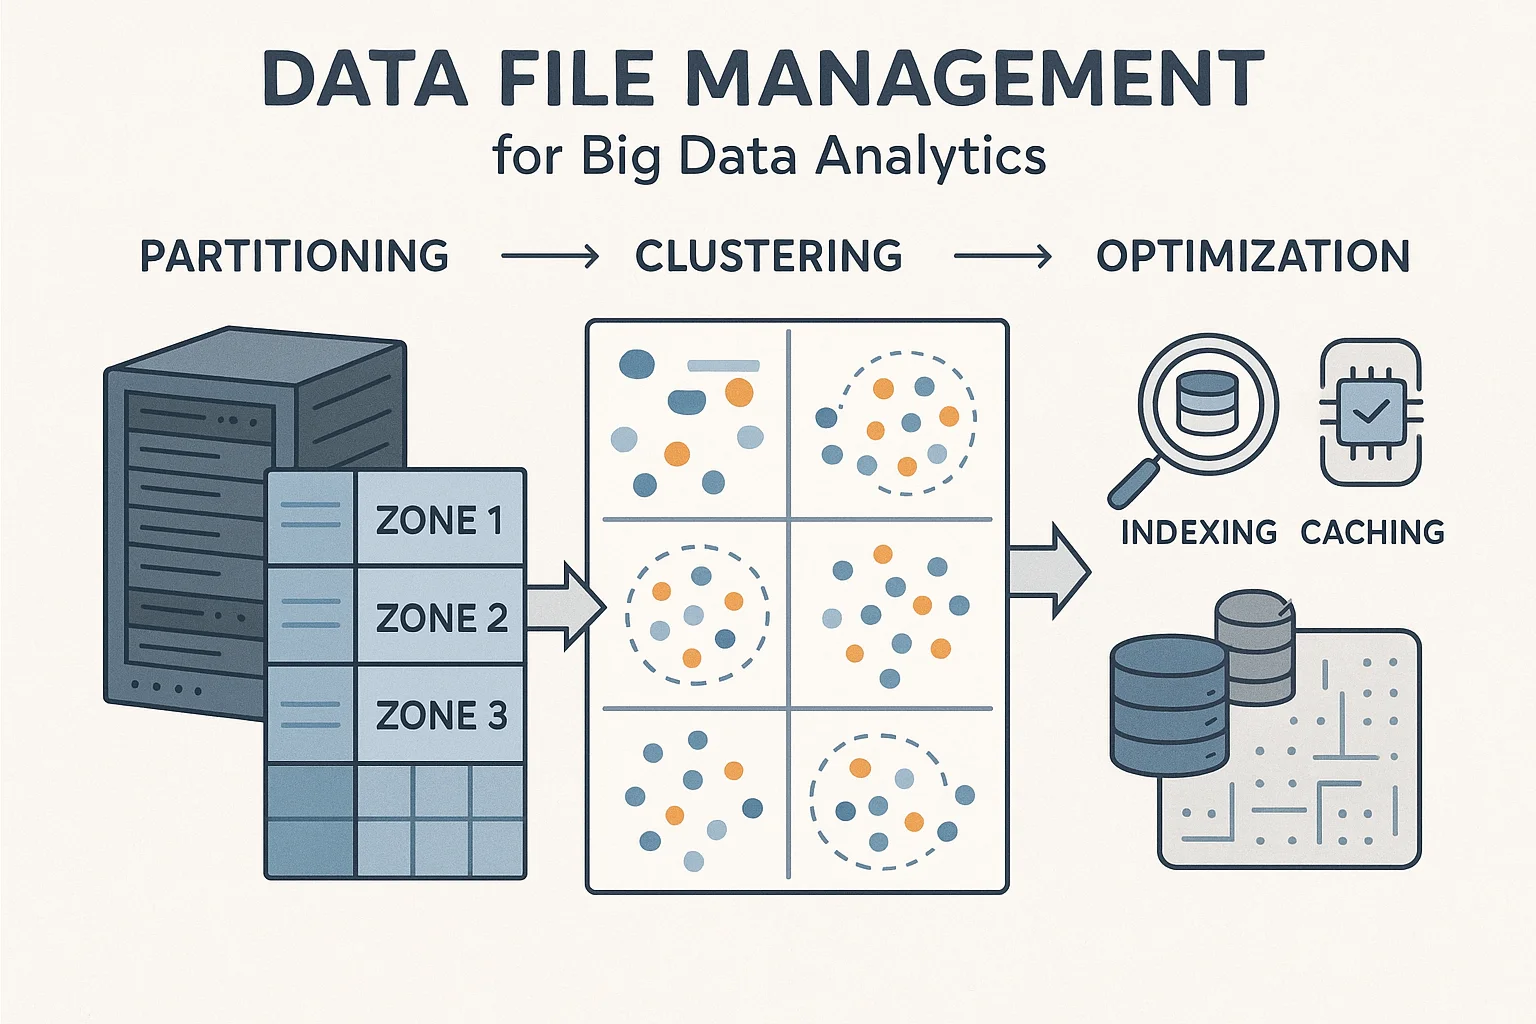 DATA FILE MANAGEMENT
for Big Data Analytics
PARTITIONING → CLUSTERING → OPTIMIZATION
ZONE 1
ZONE 2
ZONE 3
INDEXING CACHING